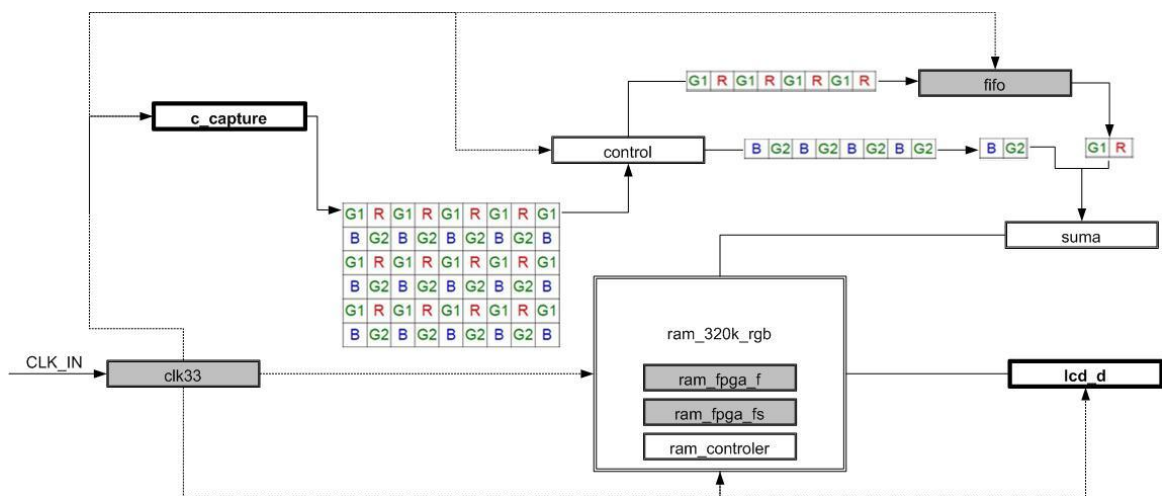 G1 R G1 R G1 R G1 R
fifo
c_capture
control
B G2 B G2 B G2 B G2
B G2
G1 R
G1 R G1 R G1 R G1 R G1
B G2 B G2 B G2 B G2 B
G1 R G1 R G1 R G1 R G1
B G2 B G2 B G2 B G2 B
G1 R G1 R G1 R G1 R G1
B G2 B G2 B G2 B G2 B
suma
ram_320k_rgb
CLK_IN
clk33
ram_fpga_f
lcd_d
ram_fpga_fs
ram_controler